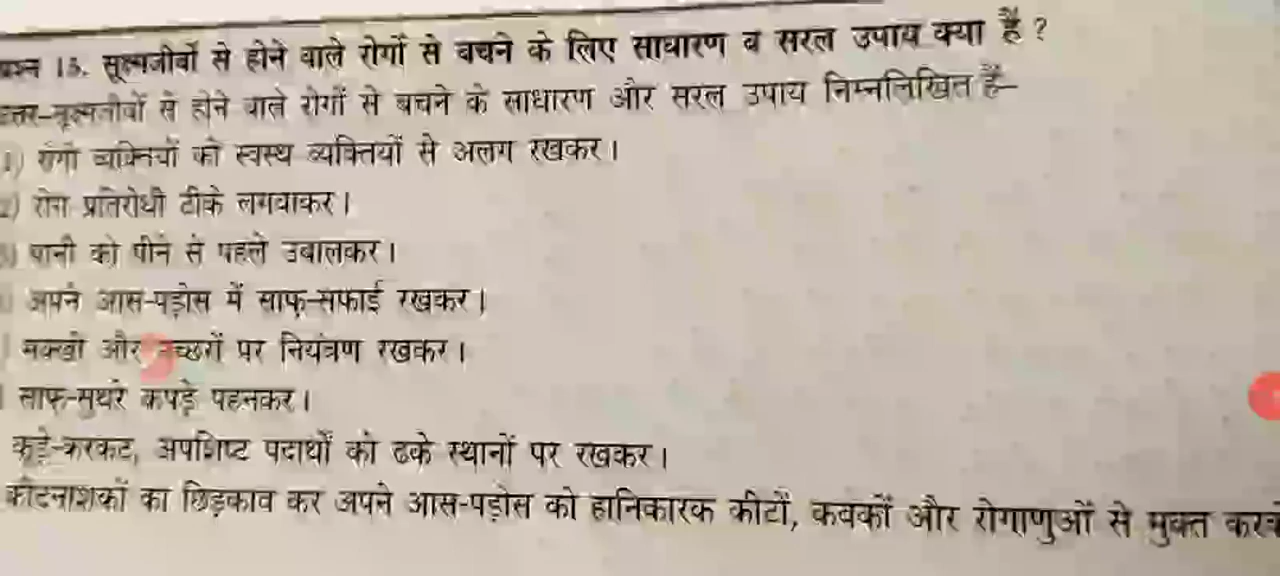 प्रश्न 15. सूक्ष्मजीवों से होने वाले रोगों से बचने के लिए साधारण व सरल उपाय क्या हैं ?
उत्तर–सूक्ष्मजीवों से होने वाले रोगों से बचने के साधारण और सरल उपाय निम्नलिखित हैं–
1) रोगी व्यक्तियों को स्वस्थ व्यक्तियों से अलग रखकर।
2) रोग प्रतिरोधी टीके लगवाकर।
) पानी को पीने से पहले उबालकर।
अपने आस-पड़ोस में साफ़-सफाई रखकर।
मक्खी और मच्छरों पर नियंत्रण रखकर।
साफ़-सुथरे कपड़े पहनकर।
कूड़े-करकट, अपशिष्ट पदार्थों को ढके स्थानों पर रखकर।
कीटनाशकों का छिड़काव कर अपने आस-पड़ोस को हानिकारक कीटों, कवकों और रोगाणुओं से मुक्त